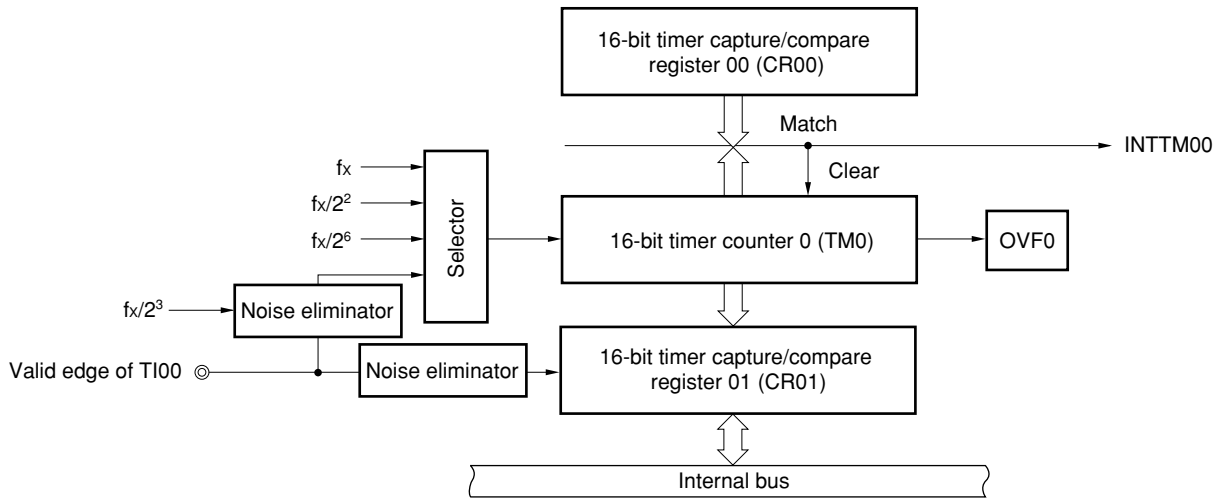 16-bit timer capture/compare
register 00 (CR00)
Match
INTTM00
Clear
fx
fx/2²
fx/2⁶
Selector
16-bit timer counter 0 (TM0)
OVF0
fx/2³
Noise eliminator
Valid edge of TI00
Noise eliminator
16-bit timer capture/compare
register 01 (CR01)
Internal bus